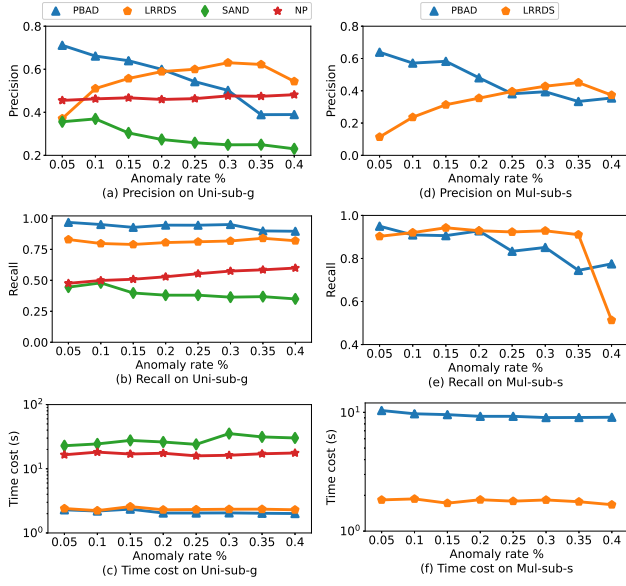 PBAD LRRDS SAND NP
0.8
0.6
0.4
0.2
Precision
0.05 0.1 0.15 0.2 0.25 0.3 0.35 0.4
Anomaly rate %
(a) Precision on Uni-sub-g
1.00
0.75
0.50
0.25
0.00
Recall
0.05 0.1 0.15 0.2 0.25 0.3 0.35 0.4
Anomaly rate %
(b) Recall on Uni-sub-g
10²
10¹
10⁰
Time cost (s)
0.05 0.1 0.15 0.2 0.25 0.3 0.35 0.4
Anomaly rate %
(c) Time cost on Uni-sub-g
PBAD LRRDS
0.8
0.6
0.4
0.2
0.0
Precision
0.05 0.1 0.15 0.2 0.25 0.3 0.35 0.4
Anomaly rate %
(d) Precision on Mul-sub-s
1.0
0.8
0.6
0.4
Recall
0.05 0.1 0.15 0.2 0.25 0.3 0.35 0.4
Anomaly rate %
(e) Recall on Mul-sub-s
10¹
10⁰
Time cost (s)
0.05 0.1 0.15 0.2 0.25 0.3 0.35 0.4
Anomaly rate %
(f) Time cost on Mul-sub-s